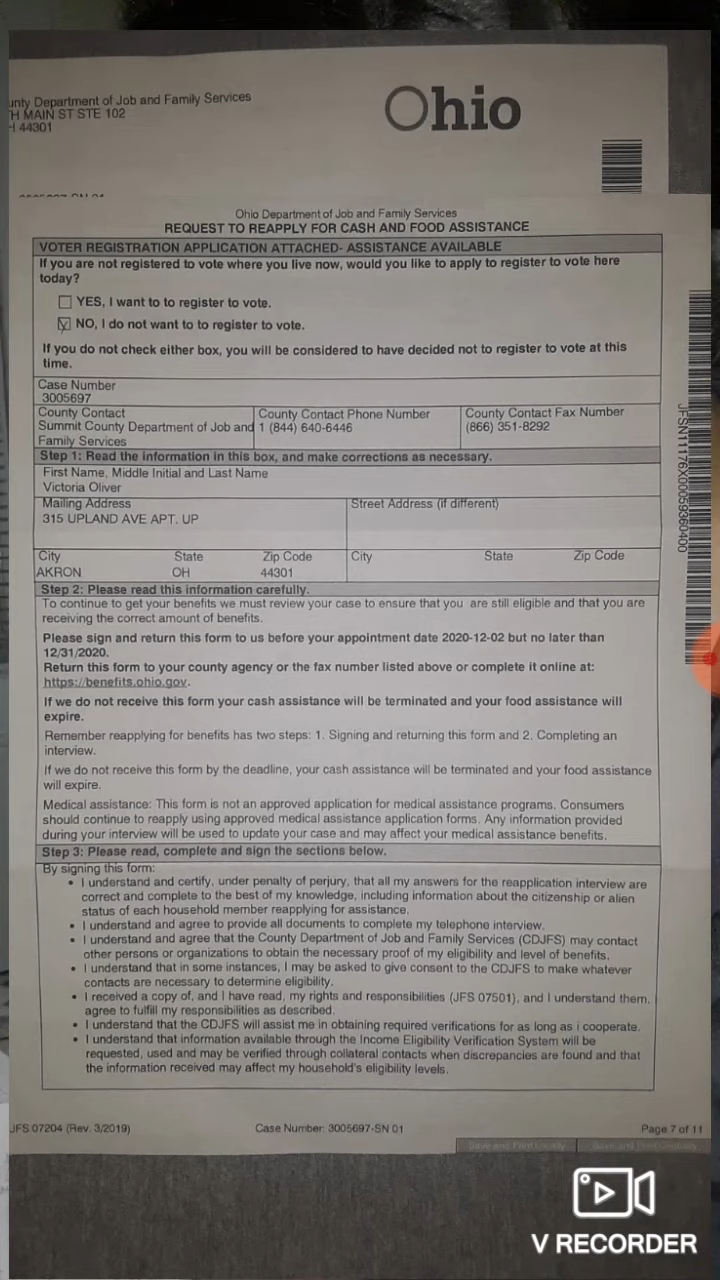 unty Department of Job and Family Services
H MAIN ST STE 102
H 44301
Ohio
Ohio Department of Job and Family Services
REQUEST TO REAPPLY FOR CASH AND FOOD ASSISTANCE
VOTER REGISTRATION APPLICATION ATTACHED- ASSISTANCE AVAILABLE
If you are not registered to vote where you live now, would you like to apply to register to vote here
today?
YES, I want to to register to vote.
NO, I do not want to to register to vote.
If you do not check either box, you will be considered to have decided not to register to vote at this
time.
Case Number
3005697
County Contact
Summit County Department of Job and
Family Services
County Contact Phone Number
1 (844) 640-6446
County Contact Fax Number
(866) 351-8292
Step 1: Read the information in this box, and make corrections as necessary.
First Name, Middle Initial and Last Name
Victoria Oliver
Mailing Address
315 UPLAND AVE APT. UP
Street Address (if different)
City State Zip Code
AKRON OH 44301
City State Zip Code
Step 2: Please read this information carefully.
To continue to get your benefits we must review your case to ensure that you are still eligible and that you are
receiving the correct amount of benefits.
Please sign and return this form to us before your appointment date 2020-12-02 but no later than
12/31/2020.
Return this form to your county agency or the fax number listed above or complete it online at:
https://benefits.ohio.gov.
If we do not receive this form your cash assistance will be terminated and your food assistance will
expire.
Remember reapplying for benefits has two steps: 1. Signing and returning this form and 2. Completing an
interview.
If we do not receive this form by the deadline, your cash assistance will be terminated and your food assistance
will expire.
Medical assistance: This form is not an approved application for medical assistance programs. Consumers
should continue to reapply using approved medical assistance application forms. Any information provided
during your interview will be used to update your case and may affect your medical assistance benefits.
Step 3: Please read, complete and sign the sections below.
By signing this form:
• I understand and certify, under penalty of perjury, that all my answers for the reapplication interview are
correct and complete to the best of my knowledge, including information about the citizenship or alien
status of each household member reapplying for assistance.
• I understand and agree to provide all documents to complete my telephone interview.
• I understand and agree that the County Department of Job and Family Services (CDJFS) may contact
other persons or organizations to obtain the necessary proof of my eligibility and level of benefits.
• I understand that in some instances, I may be asked to give consent to the CDJFS to make whatever
contacts are necessary to determine eligibility.
• I received a copy of, and I have read, my rights and responsibilities (JFS 07501), and I understand them,
agree to fulfill my responsibilities as described.
• I understand that the CDJFS will assist me in obtaining required verifications for as long as i cooperate.
• I understand that information available through the Income Eligibility Verification System will be
requested, used and may be verified through collateral contacts when discrepancies are found and that
the information received may affect my household's eligibility levels.
JFSN11176X00059360400
JFS 07204 (Rev. 3/2019)
Case Number: 3005697-SN 01
Page 7 of 11
V RECORDER